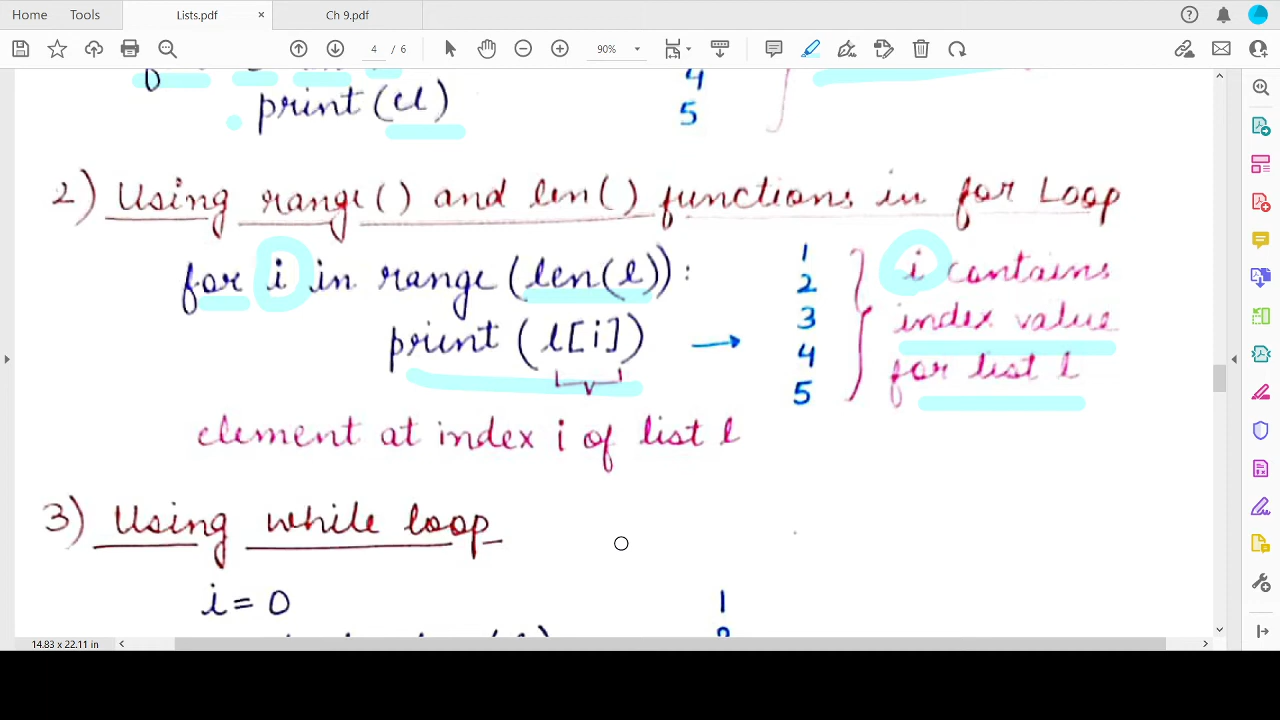 Home Tools Lists.pdf × Ch 9.pdf
4 / 6 90%
print(el)
4
5
2) Using range() and len() functions in for Loop
for i in range (len(l)):
print (l[i]) →
1
2
3
4
5
i contains
index value
for list l
element at index i of list l
3) Using while loop
i = 0
1
14.83 x 22.11 in